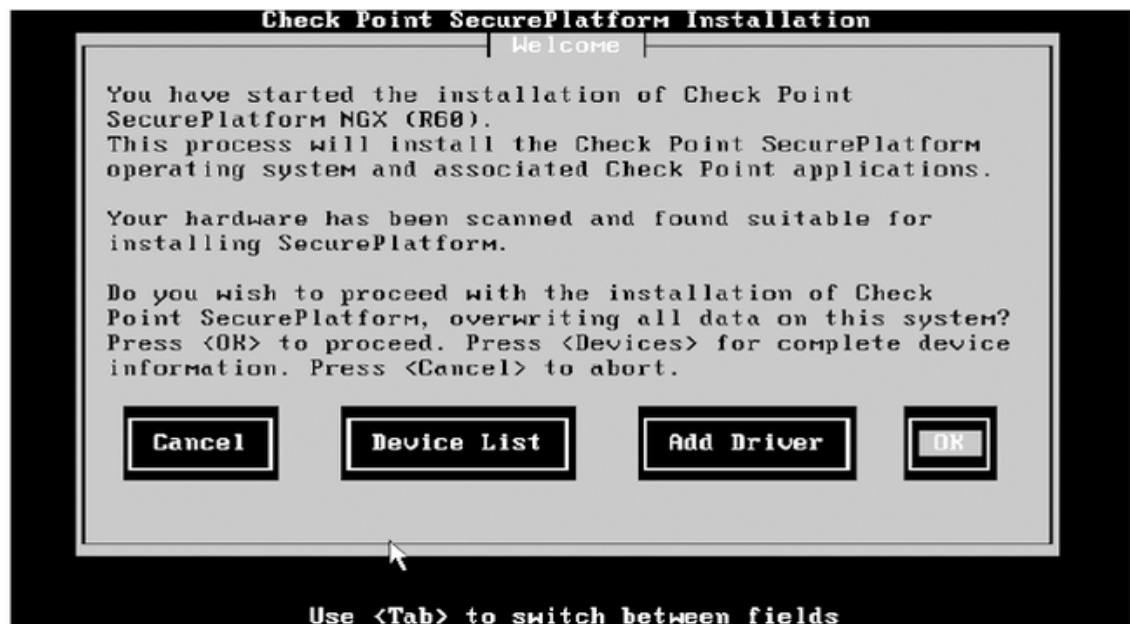 Check Point SecurePlatform Installation
Welcome
You have started the installation of Check Point
SecurePlatform NGX (R60).
This process will install the Check Point SecurePlatform
operating system and associated Check Point applications.
Your hardware has been scanned and found suitable for
installing SecurePlatform.
Do you wish to proceed with the installation of Check
Point SecurePlatform, overwriting all data on this system?
Press <OK> to proceed. Press <Devices> for complete device
information. Press <Cancel> to abort.
Cancel Device List Add Driver OK
Use <Tab> to switch between fields